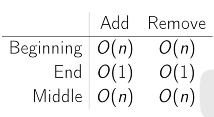 Add Remove
Beginning O(n) O(n)
End O(1) O(1)
Middle O(n) O(n)